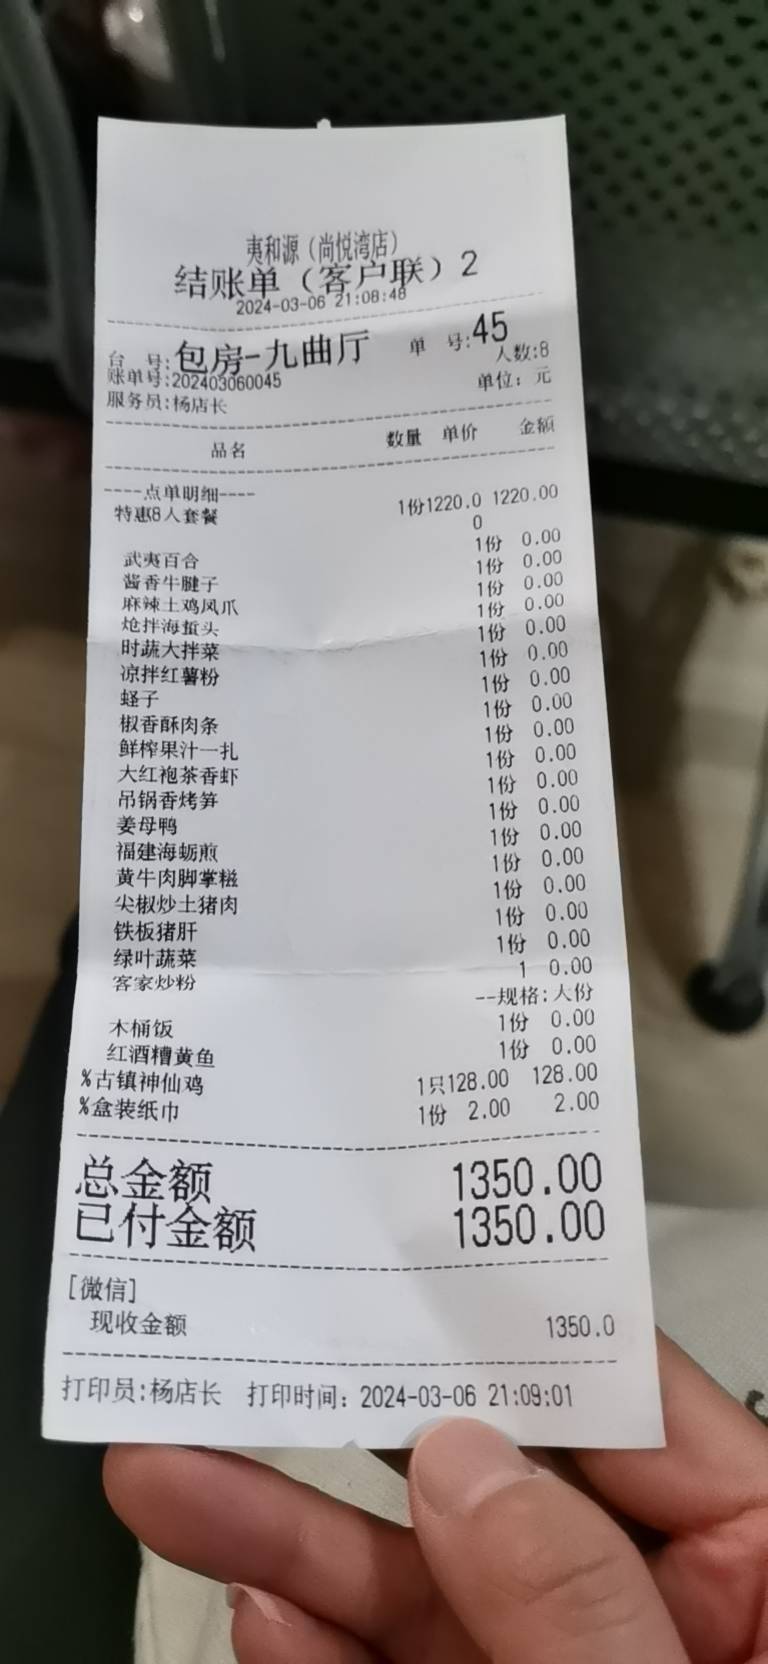 夷和源（尚悦湾店）
结账单（客户联）2
2024-03-06 21:08:48
台 号:包房-九曲厅 单 号:45
账单号:202403060045 人数:8
服务员:杨店长 单位: 元
品名 数量 单价 金额
----点单明细----
特惠8人套餐 1份1220.0 1220.00
0
武夷百合 1份 0.00
酱香牛腱子 1份 0.00
麻辣土鸡凤爪 1份 0.00
炝拌海蜇头 1份 0.00
时蔬大拌菜 1份 0.00
凉拌红薯粉 1份 0.00
蛏子 1份 0.00
椒香酥肉条 1份 0.00
鲜榨果汁一扎 1份 0.00
大红袍茶香虾 1份 0.00
吊锅香烤笋 1份 0.00
姜母鸭 1份 0.00
福建海蛎煎 1份 0.00
黄牛肉脚掌糍 1份 0.00
尖椒炒土猪肉 1份 0.00
铁板猪肝 1份 0.00
绿叶蔬菜 1份 0.00
客家炒粉 1 0.00
--规格:大份
木桶饭 1份 0.00
红酒糟黄鱼 1份 0.00
%古镇神仙鸡 1只128.00 128.00
%盒装纸巾 1份 2.00 2.00
总金额 1350.00
已付金额 1350.00
[微信]
现收金额 1350.0
打印员:杨店长 打印时间: 2024-03-06 21:09:01